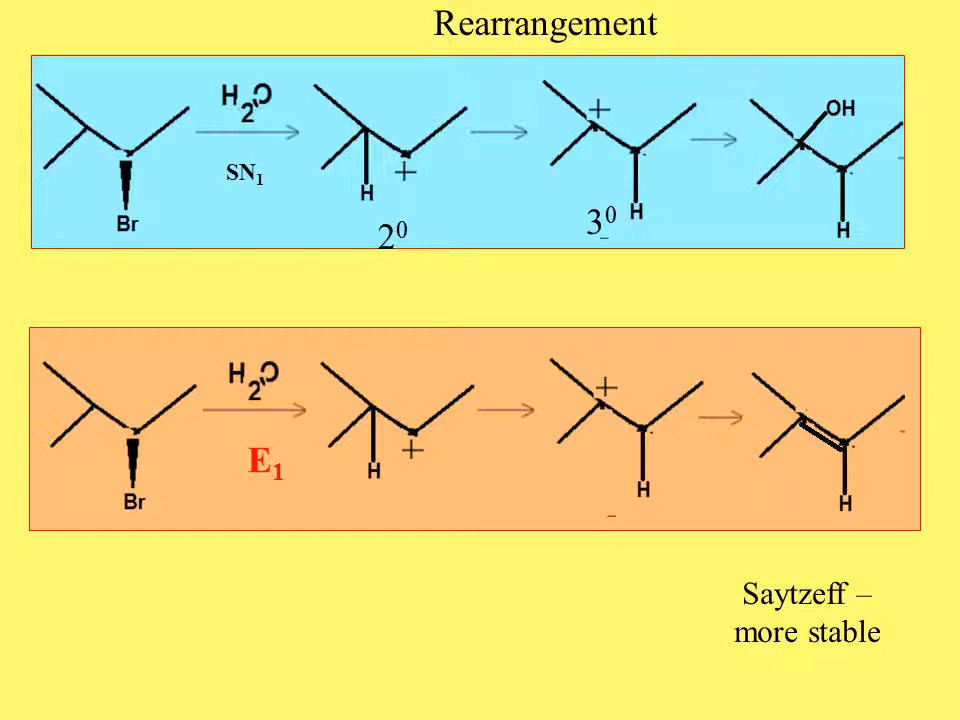 Rearrangement
H₂O
SN₁
Br
H
+
2⁰
+
H
3⁰
OH
H
H₂O
E₁
Br
H
+
+
H
H
Saytzeff –
more stable